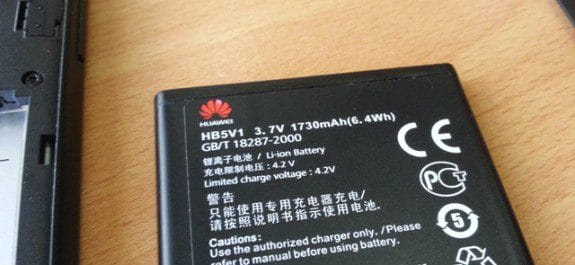 HUAWEI
HB5V1 3.7V 1730mAh(6.4Wh)
GB/T 18287-2000
锂离子电池 / Li-ion Battery
充电限制电压 : 4.2 V
Limited charge voltage : 4.2V
警告
只能使用专用充电器充电/
请按照说明书指示使用电池.
Caution:
Use the authorized charger only. /Please
refer to manual before using battery.
CE
PCT
5